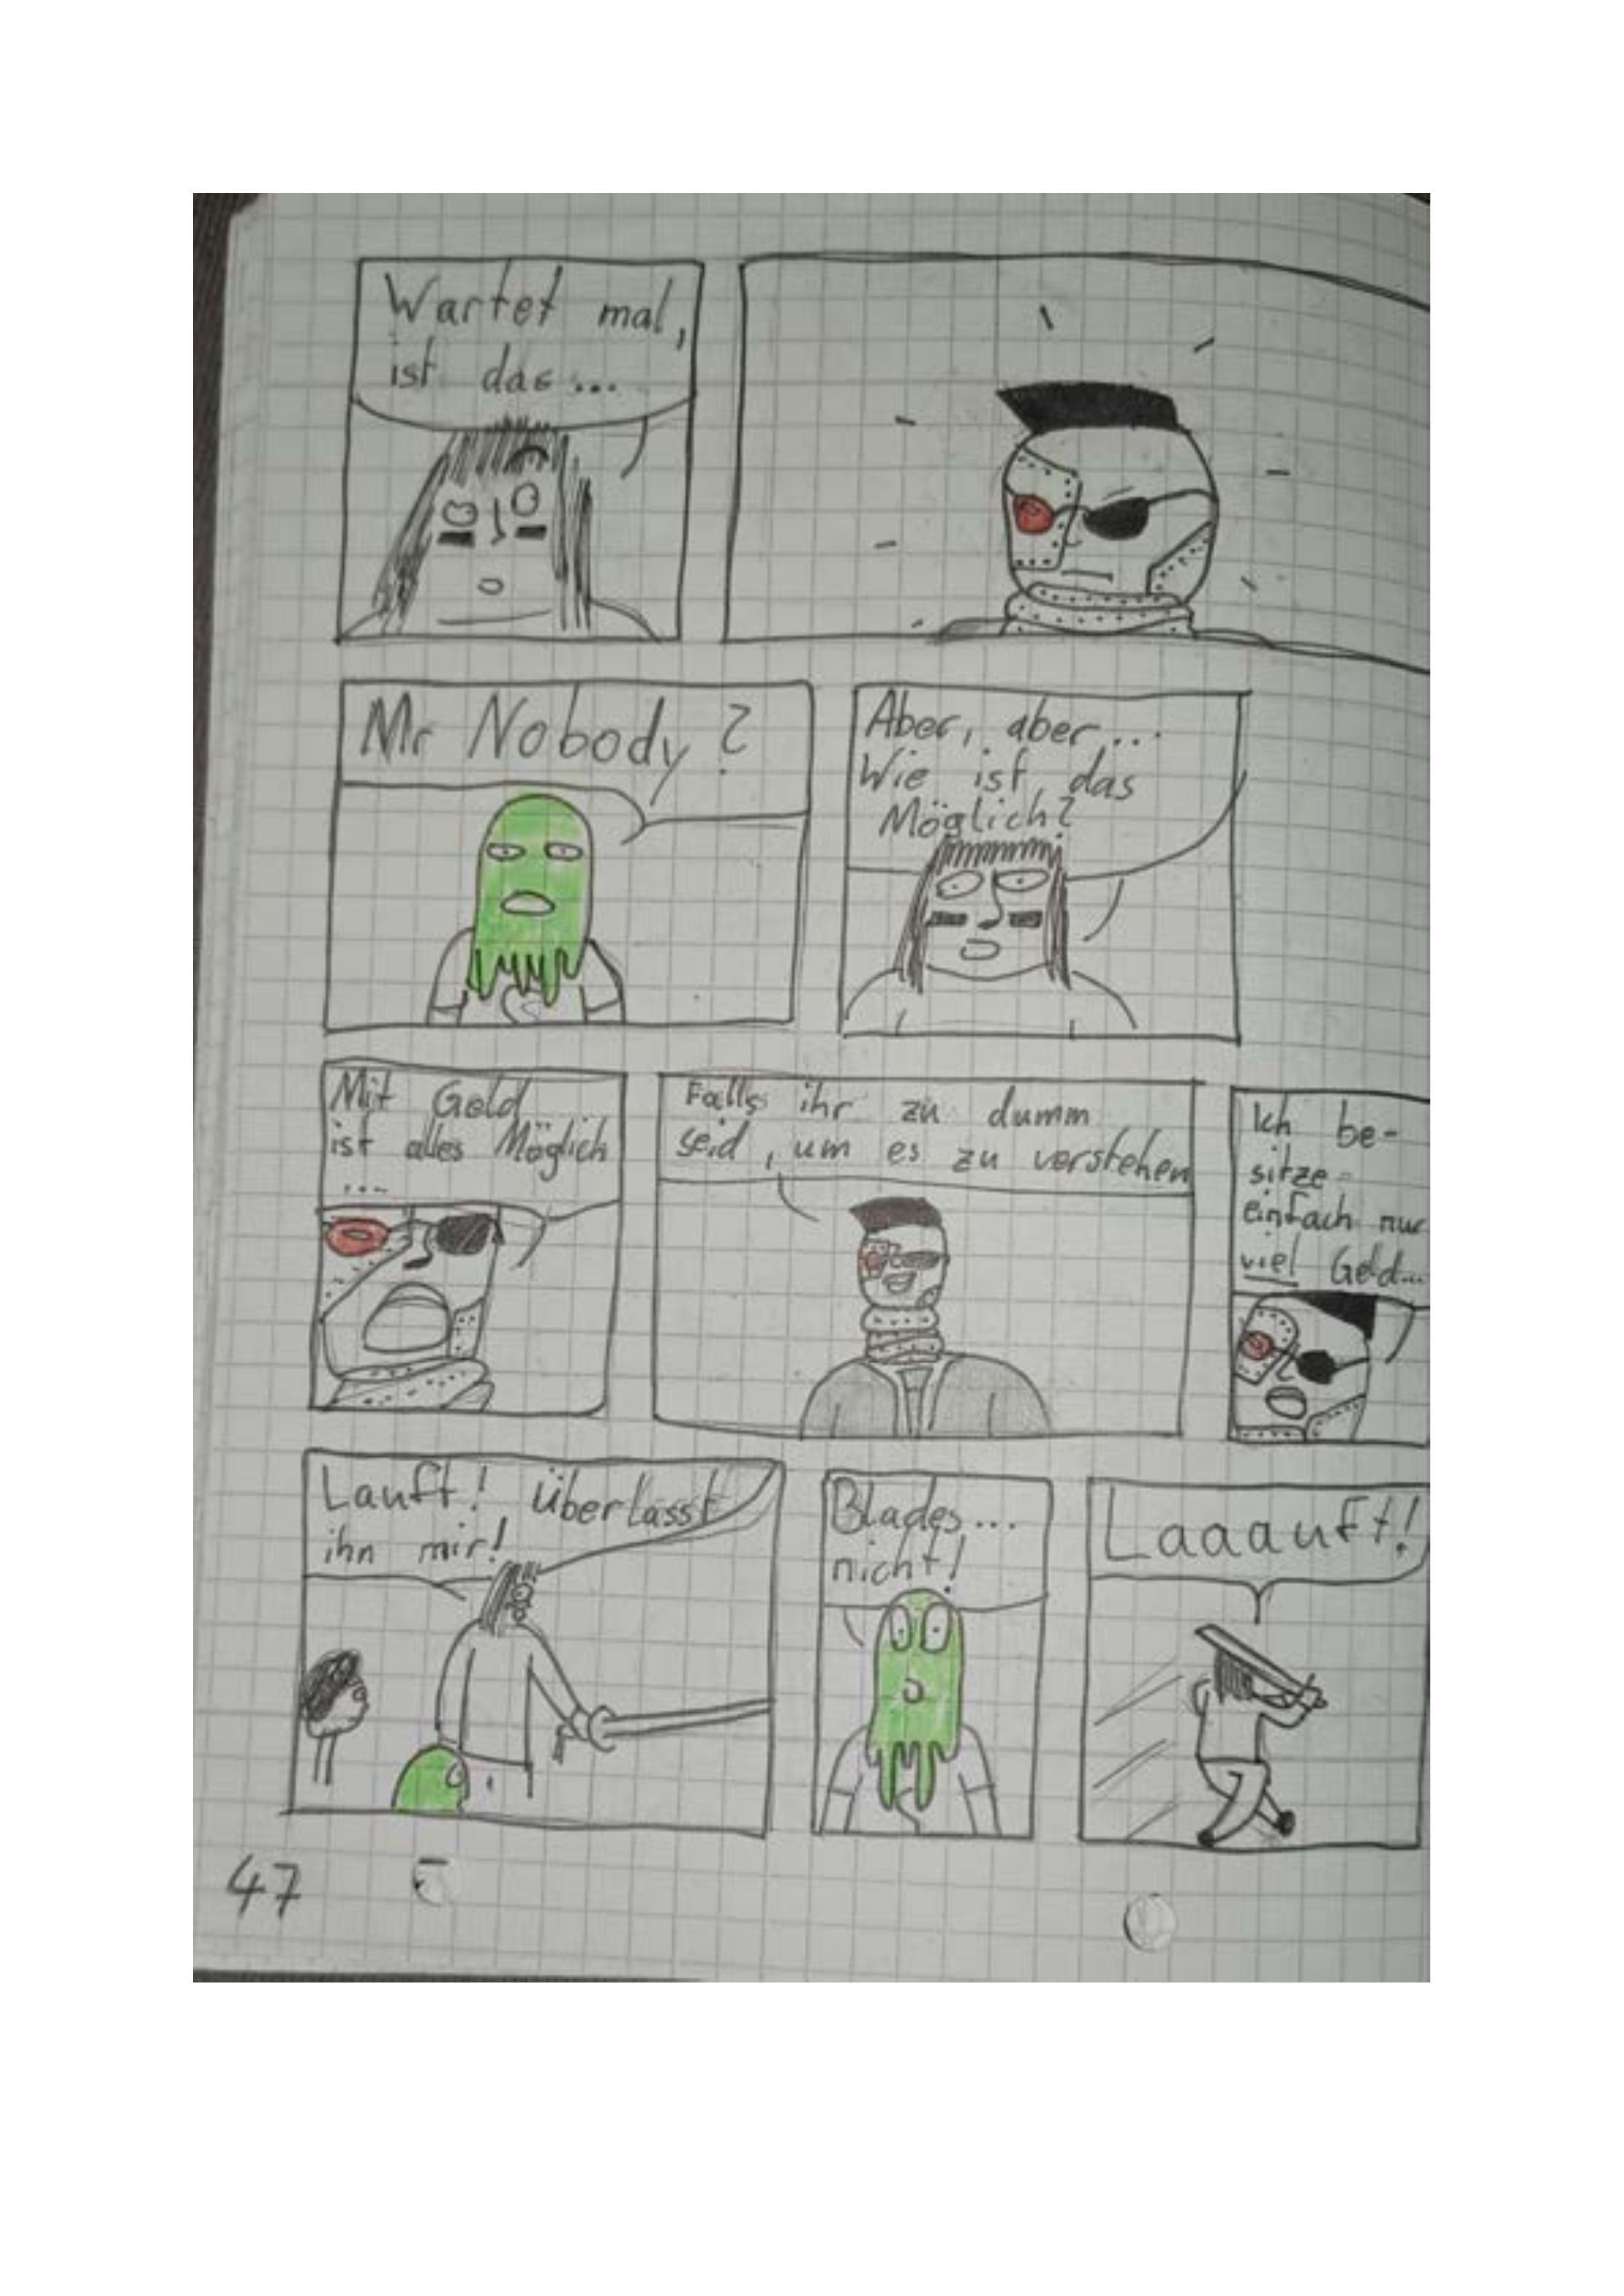 Wartet mal,
ist das...
Mr Nobody?
Aber, aber...
Wie ist das
Möglich?
Mit Geld
ist alles Möglich
...
Falls ihr zu dumm
seid, um es zu verstehen
Ich be-
sitze
einfach nur
viel Geld...
Lauft! überlasst
ihn mir!
Blades...
nicht!
Laaauft!
47